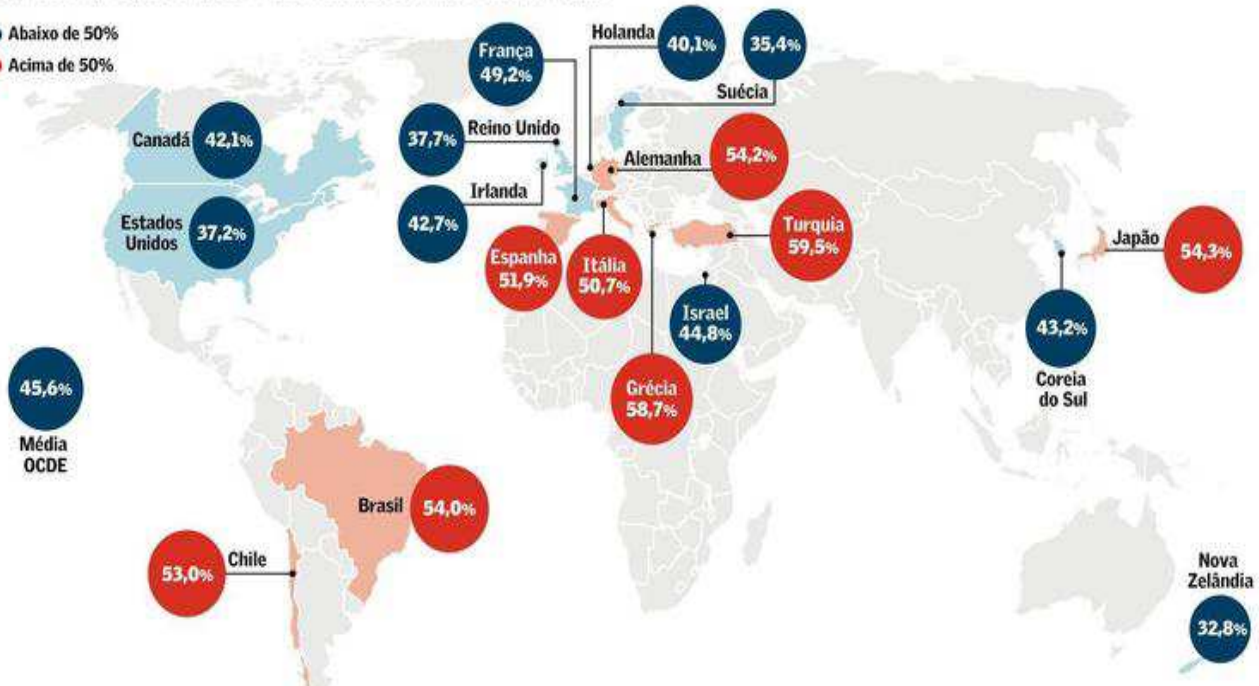 Abaixo de 50%
Acima de 50%
Canadá
42,1%
Estados
Unidos
37,2%
França
49,2%
Holanda
40,1%
35,4%
Suécia
37,7%
Reino Unido
Irlanda
42,7%
Alemanha
54,2%
Espanha
51,9%
Itália
50,7%
Turquia
59,5%
Israel
44,8%
Grécia
58,7%
Japão
54,3%
43,2%
Coreia
do Sul
45,6%
Média
OCDE
Brasil
54,0%
Chile
53,0%
Nova
Zelândia
32,8%